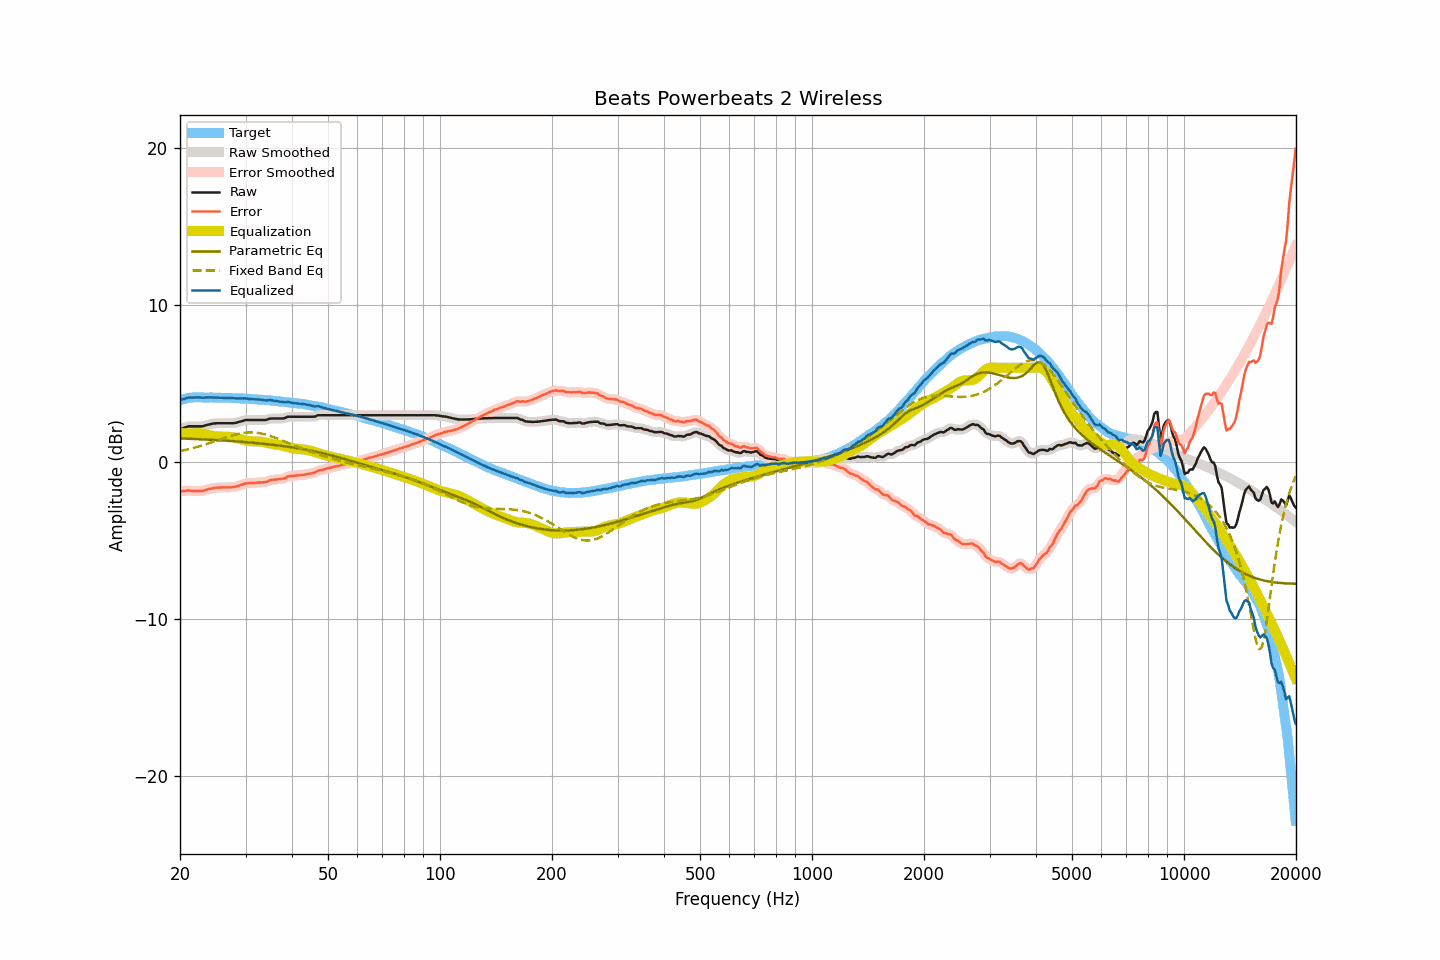 Beats Powerbeats 2 Wireless
Target
Raw Smoothed
Error Smoothed
Raw
Error
Equalization
Parametric Eq
Fixed Band Eq
Equalized
Amplitude (dBr)
20
10
0
−10
−20
20 50 100 200 500 1000 2000 5000 10000 20000
Frequency (Hz)